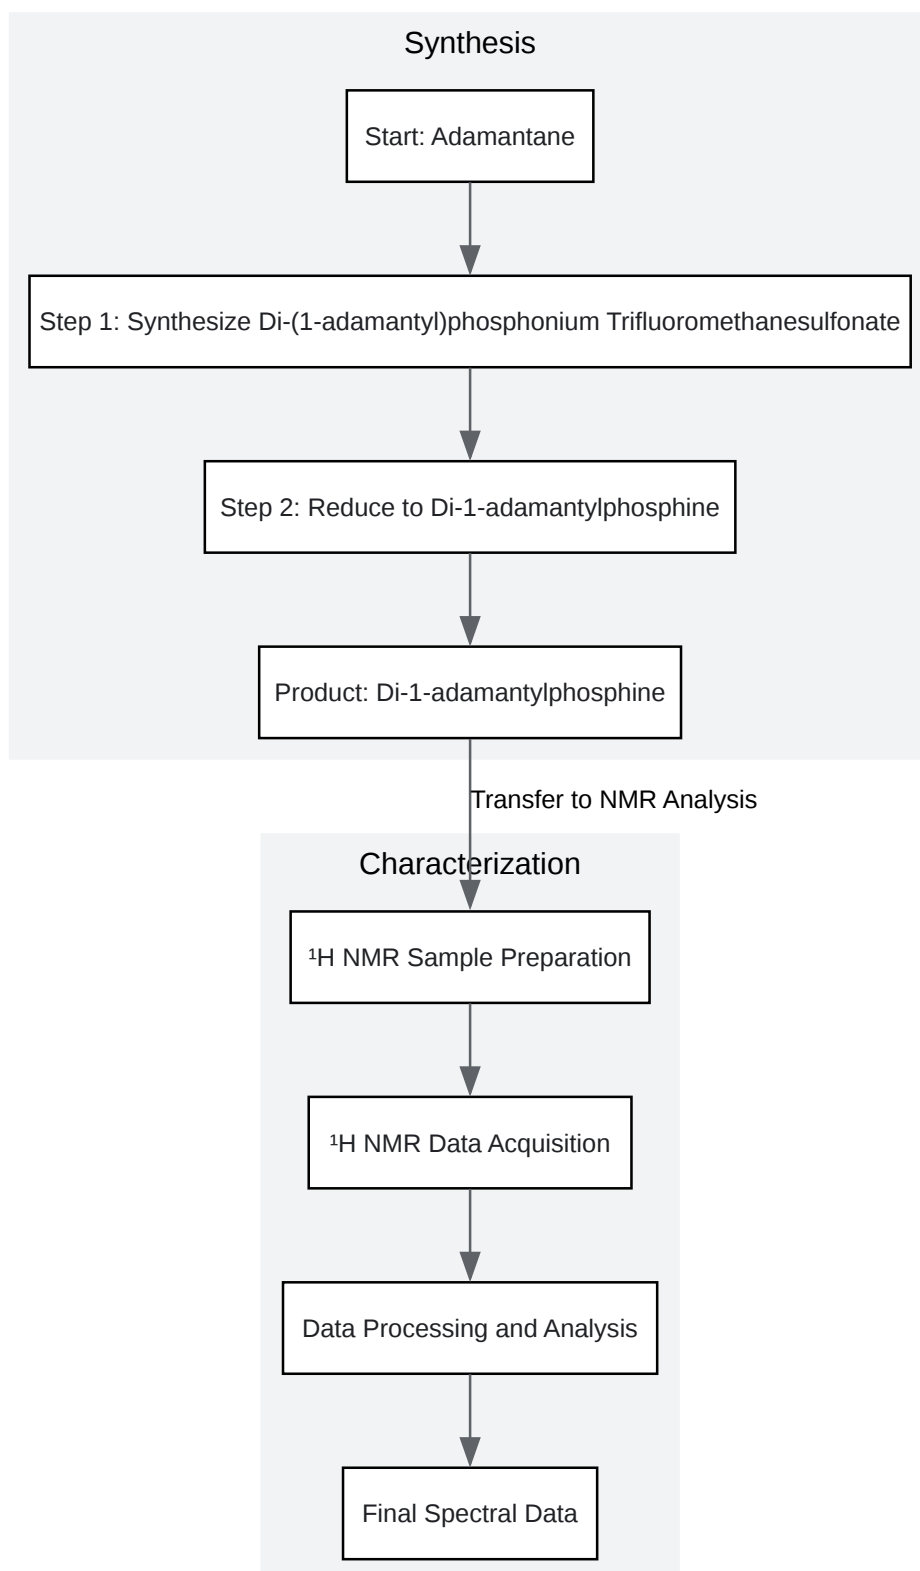 Synthesis
Start: Adamantane
Step 1: Synthesize Di-(1-adamantyl)phosphonium Trifluoromethanesulfonate
Step 2: Reduce to Di-1-adamantylphosphine
Product: Di-1-adamantylphosphine
Transfer to NMR Analysis
Characterization
¹H NMR Sample Preparation
¹H NMR Data Acquisition
Data Processing and Analysis
Final Spectral Data